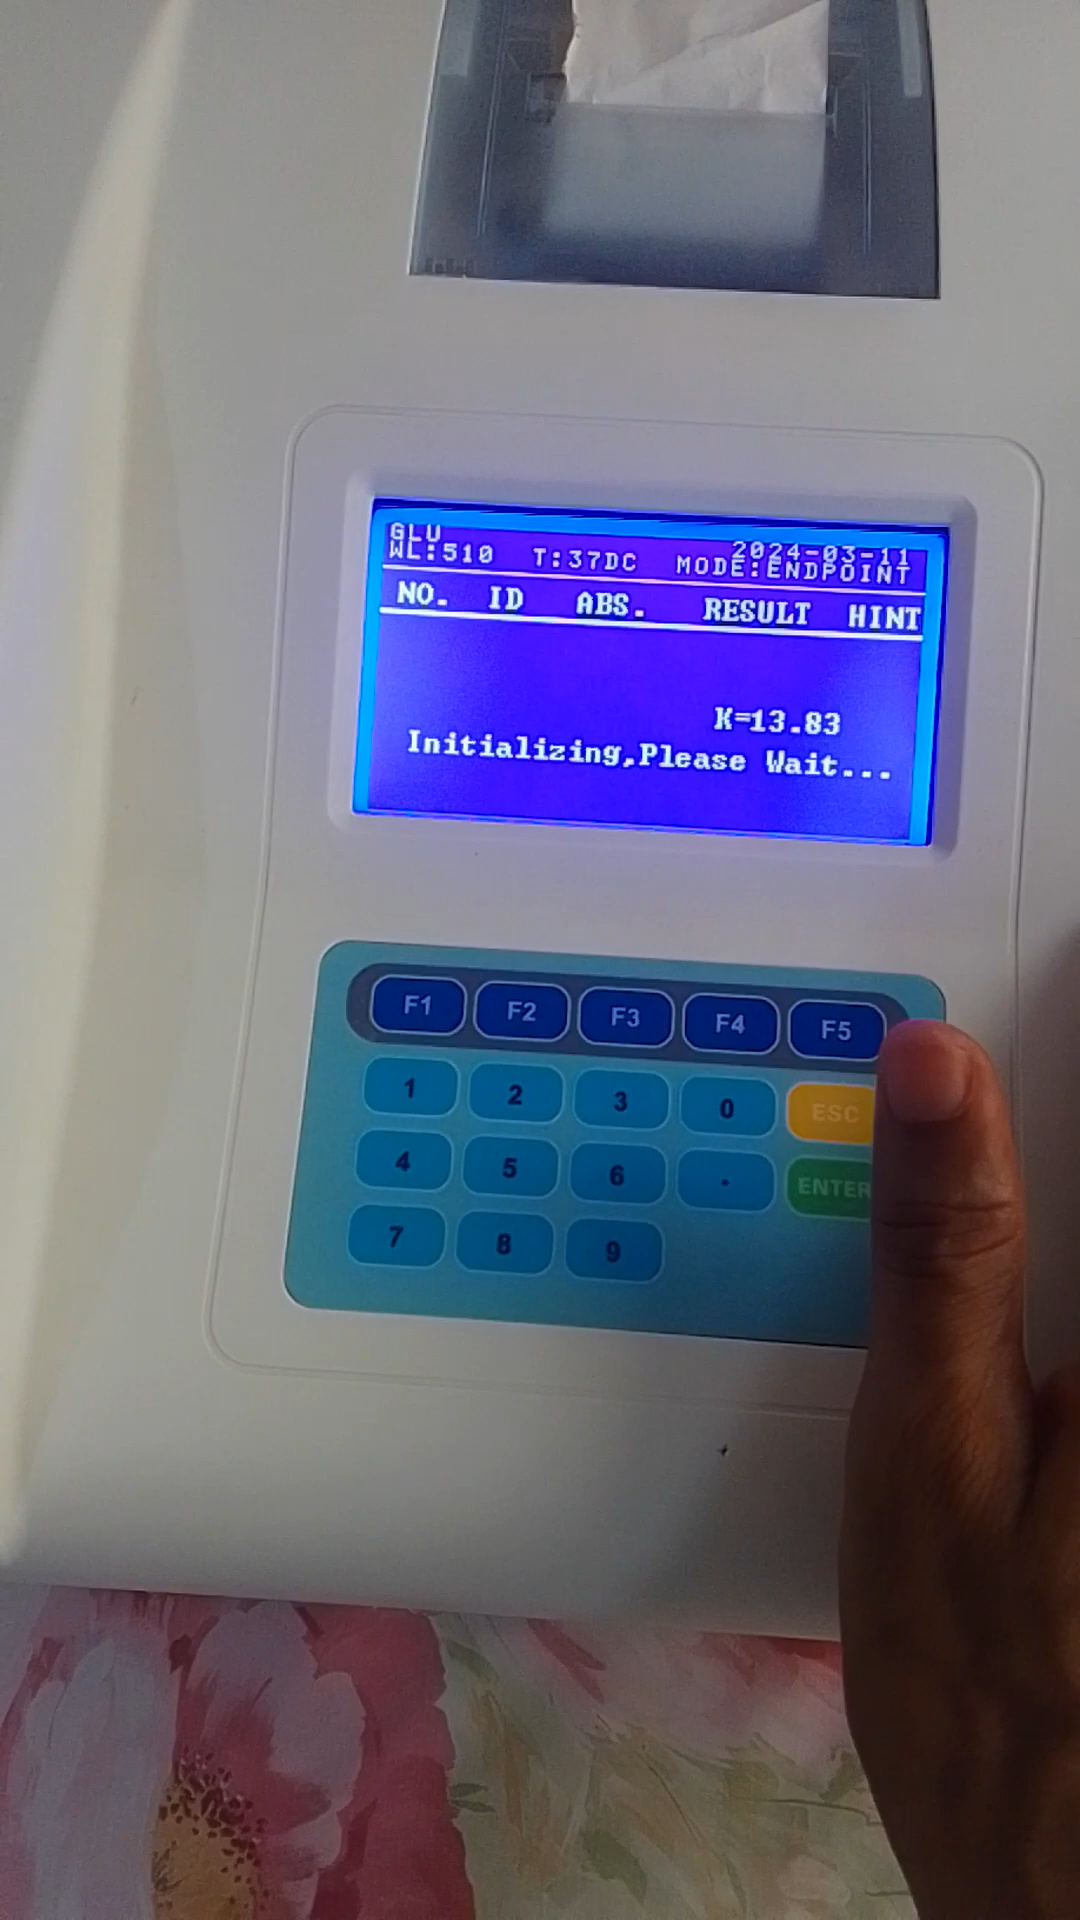 GLU 2024-03-11
WL:510 T:37DC MODE:ENDPOINT
NO. ID ABS. RESULT HINT
K=13.83
Initializing,Please Wait...
F1 F2 F3 F4 F5
1 2 3 0 ESC
4 5 6 . ENTER
7 8 9